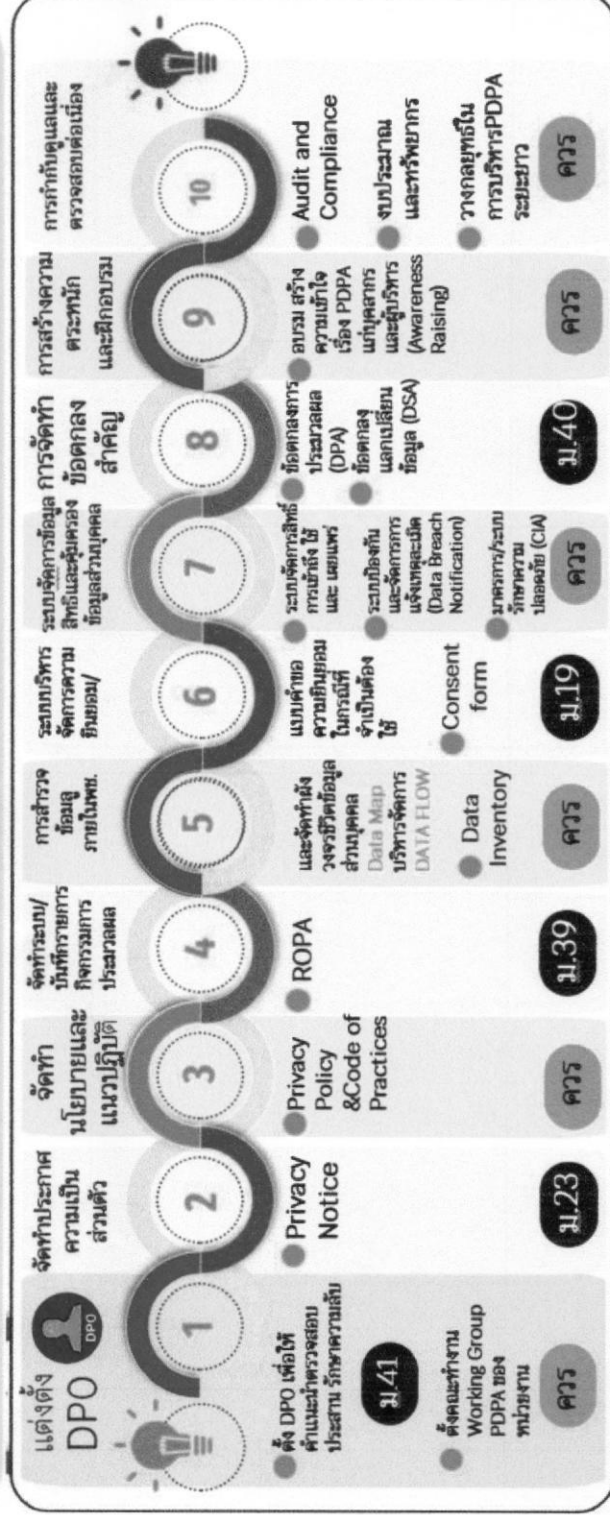 แต่งตั้ง
DPO
DPO
1
ตั้ง DPO เพื่อให้
คำแนะนำตรวจสอบ
ประสาน รักษาความลับ
ม.41
ตั้งคณะทำงาน
Working Group
PDPA ของ
หน่วยงาน
ควร
จัดทำประกาศ
ความเป็น
ส่วนตัว
2
Privacy
Notice
ม.23
จัดทำ
นโยบายและ
แนวปฏิบัติ
3
Privacy
Policy
&Code of
Practices
ควร
จัดทำระบบ/
บันทึกรายการ
กิจกรรมการ
ประมวลผล
4
ROPA
ม.39
การสำรวจ
ข้อมูล
ภายในพช.
5
และจัดทำผัง
วงจรชีวิตข้อมูล
ส่วนบุคคล
Data Map
บริหารจัดการ
DATA FLOW
Data
Inventory
ควร
ระบบบริหาร
จัดการความ
ยินยอม/
6
แบบคำขอ
ความยินยอม
ในกรณีที่
จำเป็นต้อง
ใช้
Consent
form
ม.19
ระบบจัดการข้อมูล
สิทธิและคุ้มครอง
ข้อมูลส่วนบุคคล
7
ระบบจัดการสิทธิ์
การเข้าถึง ใช้
และ เผยแพร่
ระบบป้องกัน
และจัดการการ
แจ้งเหตุละเมิด
(Data Breach
Notification)
มาตรการ/ระบบ
รักษาความ
ปลอดภัย (CIA)
ควร
การจัดทำ
ข้อตกลง
สำคัญ
8
ข้อตกลงการ
ประมวลผล
(DPA)
ข้อตกลง
แลกเปลี่ยน
ข้อมูล (DSA)
ม.40
การสร้างความ
ตระหนัก
และฝึกอบรม
9
อบรม สร้าง
ความเข้าใจ
เรื่อง PDPA
แก่บุคลากร
และผู้บริหาร
(Awareness
Raising)
ควร
การกำกับดูแลและ
ตรวจสอบต่อเนื่อง
10
Audit and
Compliance
งบประมาณ
และทรัพยากร
วางกลยุทธ์ใน
การบริหารPDPA
ระยะยาว
ควร